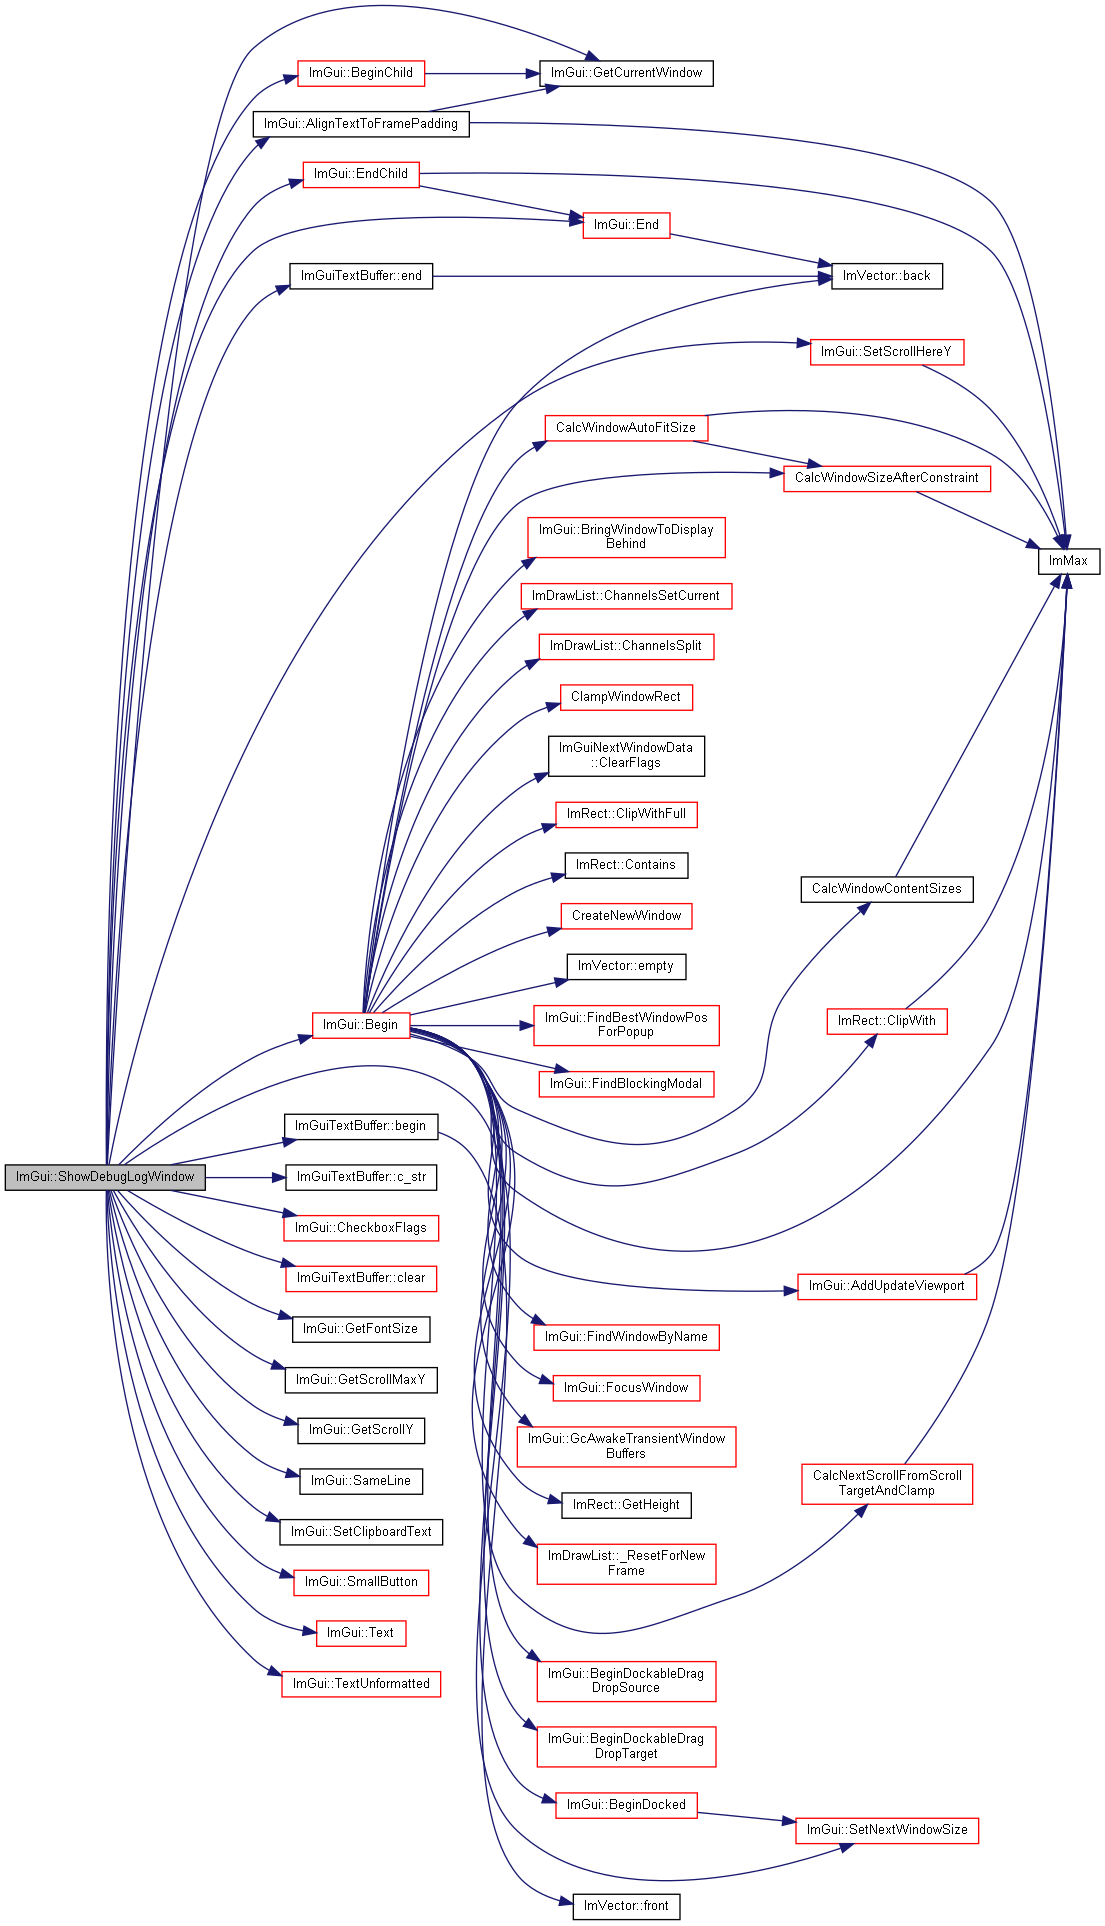 ImGui::GetCurrentWindow
ImGui::BeginChild
ImGui::AlignTextToFramePadding
ImGui::EndChild
ImGui::End
ImGuiTextBuffer::end
ImVector::back
ImGui::SetScrollHereY
CalcWindowAutoFitSize
CalcWindowSizeAfterConstraint
ImGui::BringWindowToDisplay
Behind
ImMax
ImDrawList::ChannelsSetCurrent
ImDrawList::ChannelsSplit
ClampWindowRect
ImGuiNextWindowData
::ClearFlags
ImRect::ClipWithFull
ImRect::Contains
CalcWindowContentSizes
CreateNewWindow
ImVector::empty
ImGui::Begin
ImGui::FindBestWindowPos
ForPopup
ImRect::ClipWith
ImGui::FindBlockingModal
ImGuiTextBuffer::begin
ImGui::ShowDebugLogWindow
ImGuiTextBuffer::c_str
ImGui::CheckboxFlags
ImGuiTextBuffer::clear
ImGui::AddUpdateViewport
ImGui::GetFontSize
ImGui::FindWindowByName
ImGui::GetScrollMaxY
ImGui::FocusWindow
ImGui::GetScrollY
ImGui::GcAwakeTransientWindow
Buffers
ImGui::SameLine
CalcNextScrollFromScroll
TargetAndClamp
ImRect::GetHeight
ImGui::SetClipboardText
ImDrawList::_ResetForNew
Frame
ImGui::SmallButton
ImGui::Text
ImGui::TextUnformatted
ImGui::BeginDockableDrag
DropSource
ImGui::BeginDockableDrag
DropTarget
ImGui::BeginDocked
ImGui::SetNextWindowSize
ImVector::front